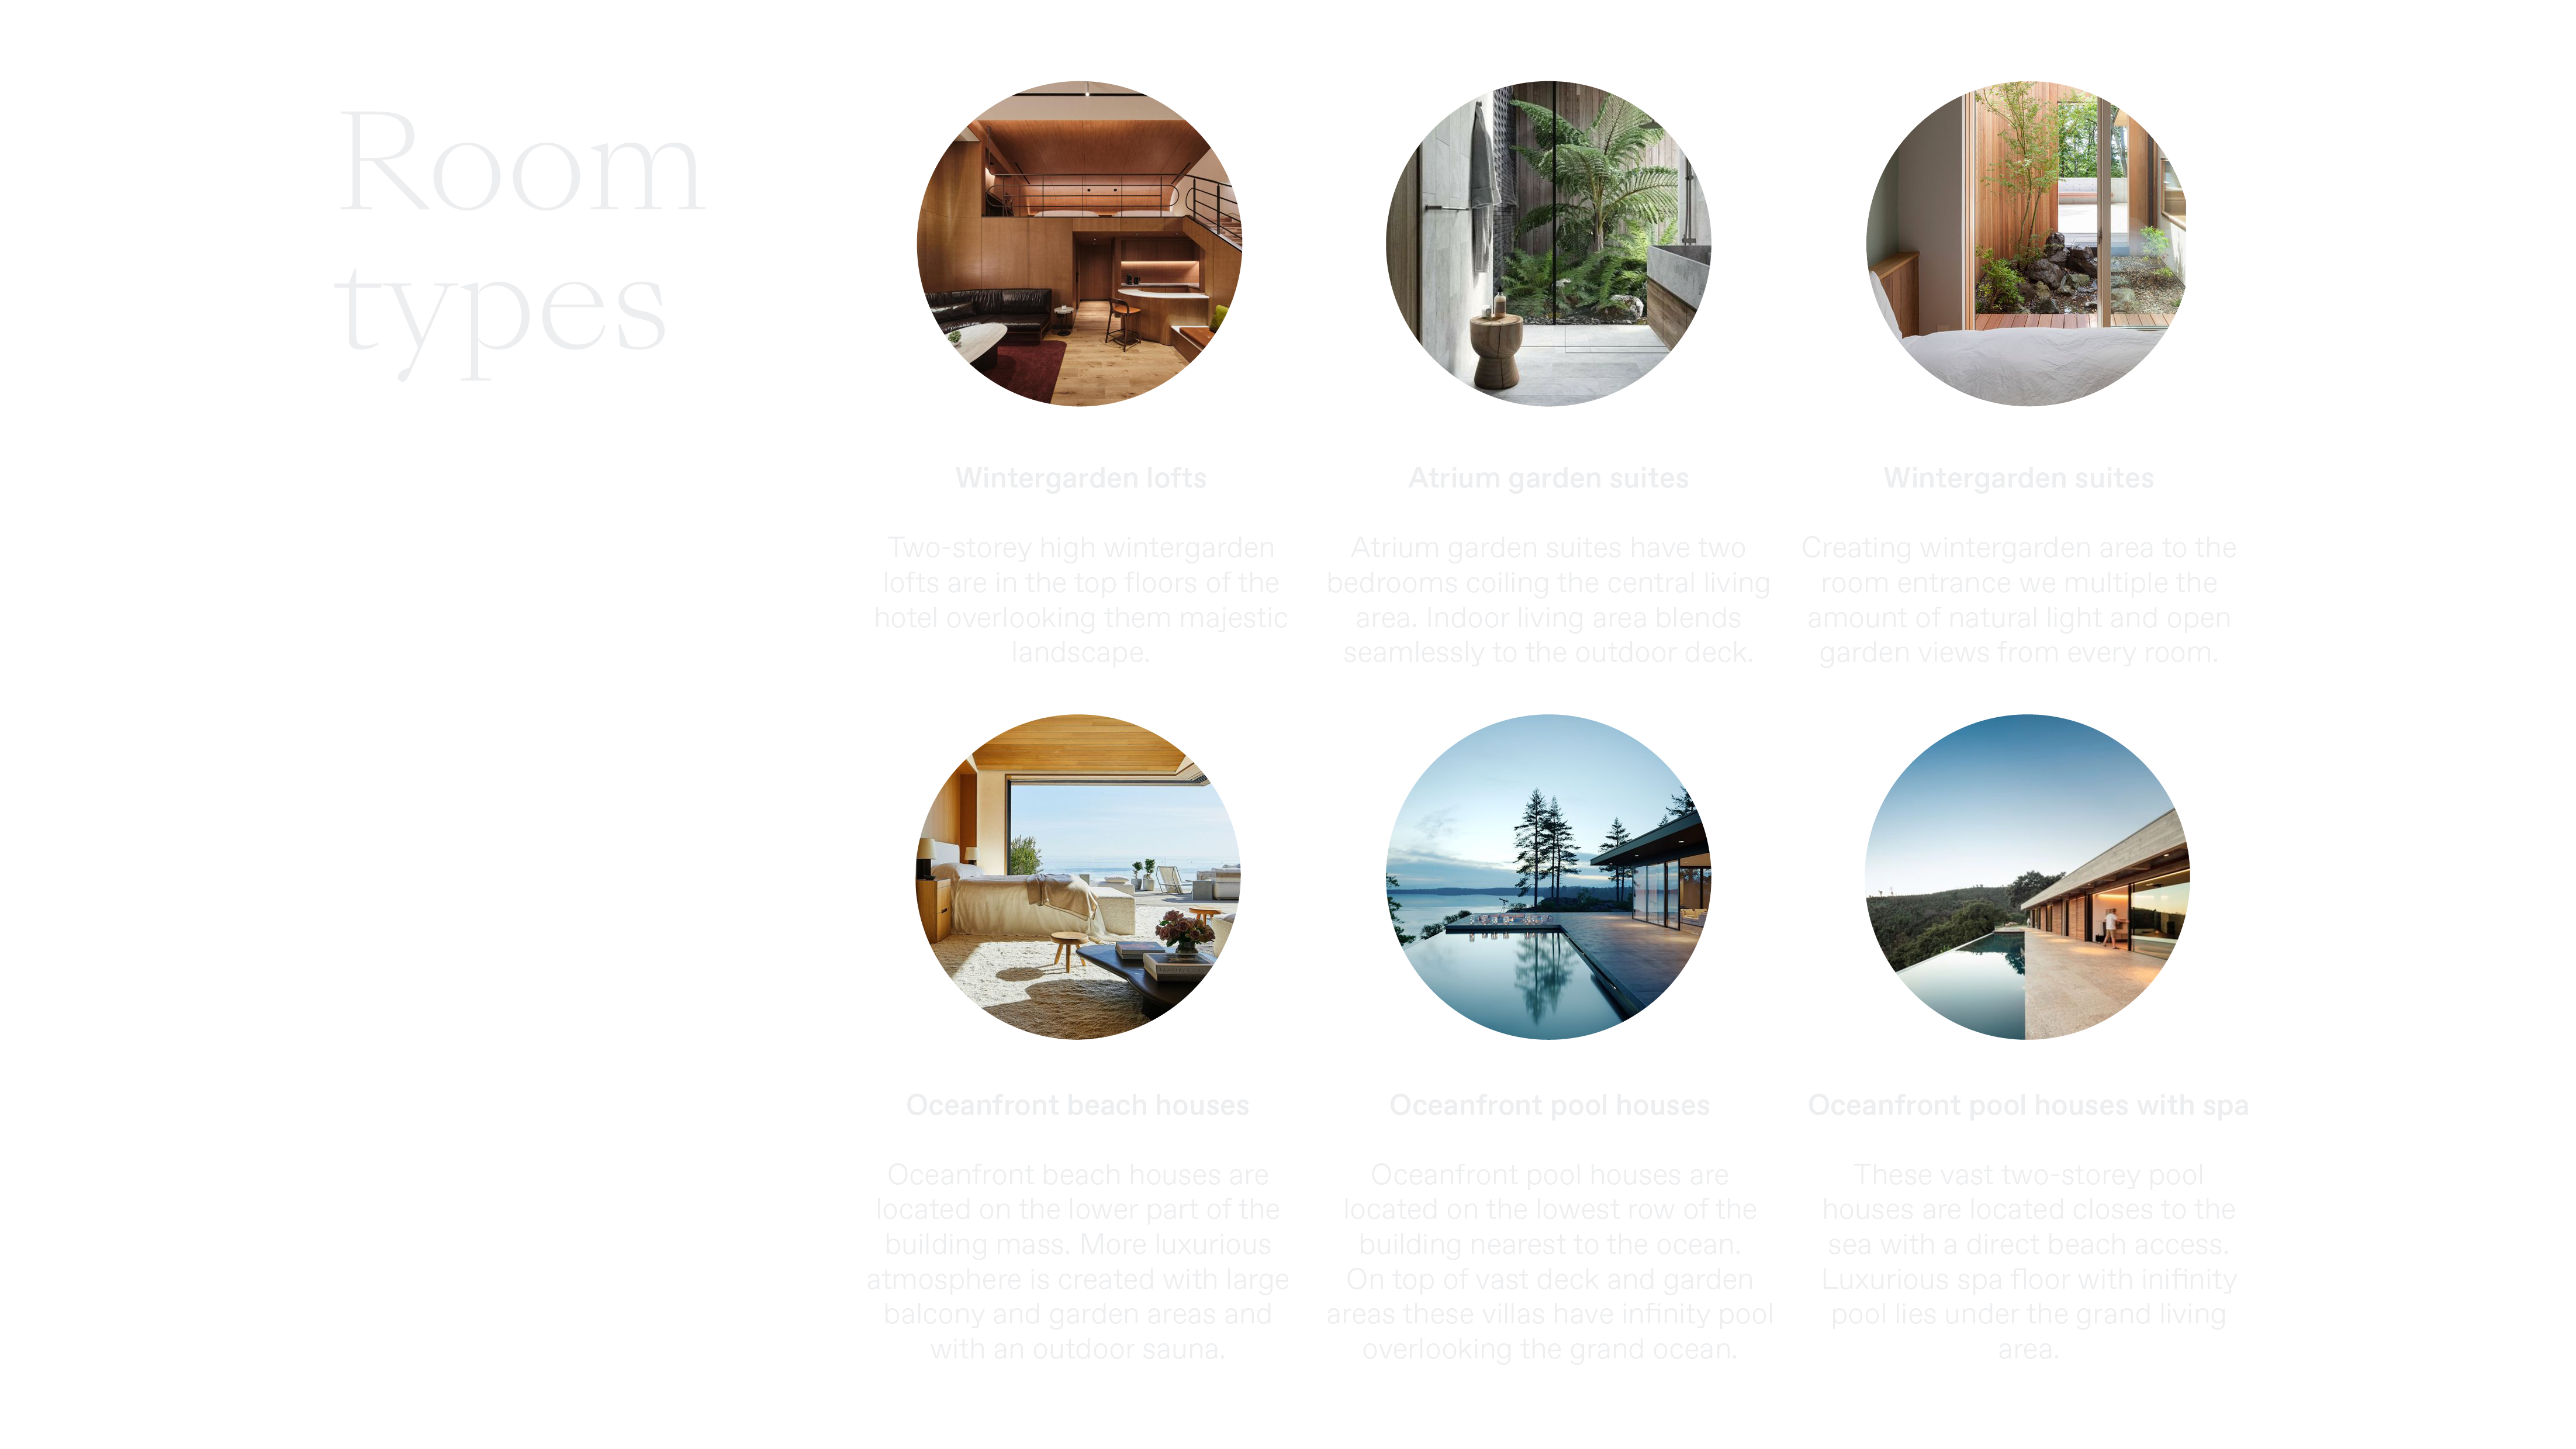 Room
types
Wintergarden lofts
Two-storey high wintergarden
lofts are in the top floors of the
hotel overlooking them majestic
landscape.
Atrium garden suites
Atrium garden suites have two
bedrooms coiling the central living
area. Indoor living area blends
seamlessly to the outdoor deck.
Wintergarden suites
Creating wintergarden area to the
room entrance we multiple the
amount of natural light and open
garden views from every room.
Oceanfront beach houses
Oceanfront beach houses are
located on the lower part of the
building mass. More luxurious
atmosphere is created with large
balcony and garden areas and
with an outdoor sauna.
Oceanfront pool houses
Oceanfront pool houses are
located on the lowest row of the
building nearest to the ocean.
On top of vast deck and garden
areas these villas have infinity pool
overlooking the grand ocean.
Oceanfront pool houses with spa
These vast two-storey pool
houses are located closes to the
sea with a direct beach access.
Luxurious spa floor with inifinity
pool lies under the grand living
area.